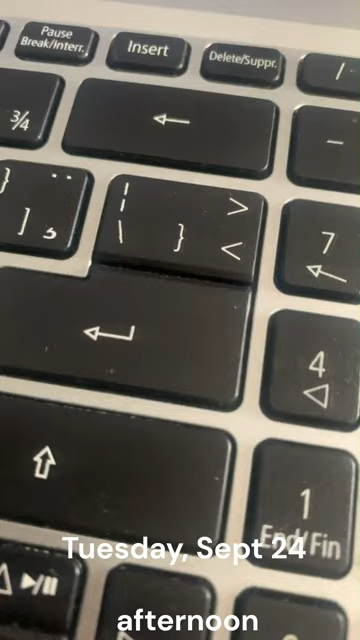 Pause
Break/Interr.
Insert
Delete/Suppr.
/
3/4
←
—
}
¨
]
¦
>
\
}
<
7
4
1
End/Fin
Tuesday, Sept 24
afternoon